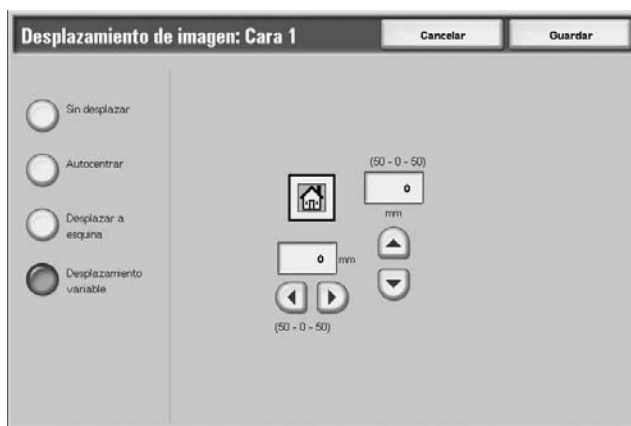 Desplazamiento de imagen: Cara 1
Cancelar
Guardar
Sin desplazar
Autocentrar
Desplazar a
esquina
Desplazamiento
variable
(50 - 0 - 50)
0
mm
0 mm
(50 - 0 - 50)